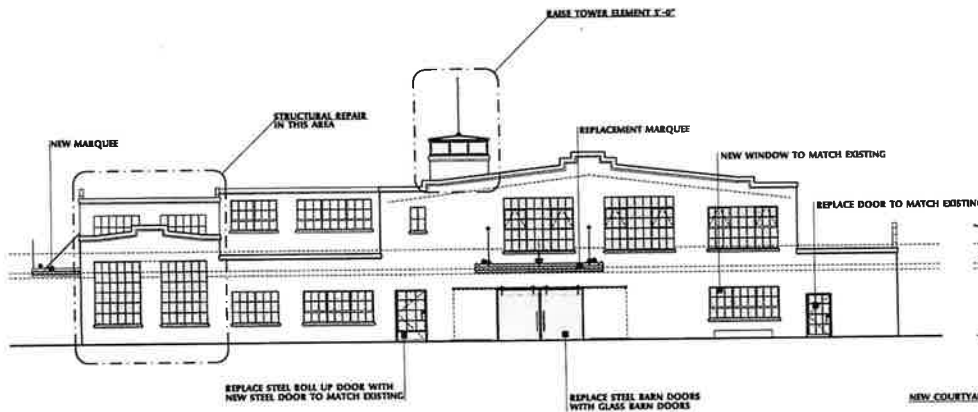 RAISE TOWER ELEMENT 3'-0"
STRUCTURAL REPAIR
IN THIS AREA
NEW MARQUEE
REPLACEMENT MARQUEE
NEW WINDOW TO MATCH EXISTING
REPLACE DOOR TO MATCH EXISTING
REPLACE STEEL ROLL UP DOOR WITH
NEW STEEL DOOR TO MATCH EXISTING
REPLACE STEEL BARN DOORS
WITH GLASS BARN DOORS
NEW